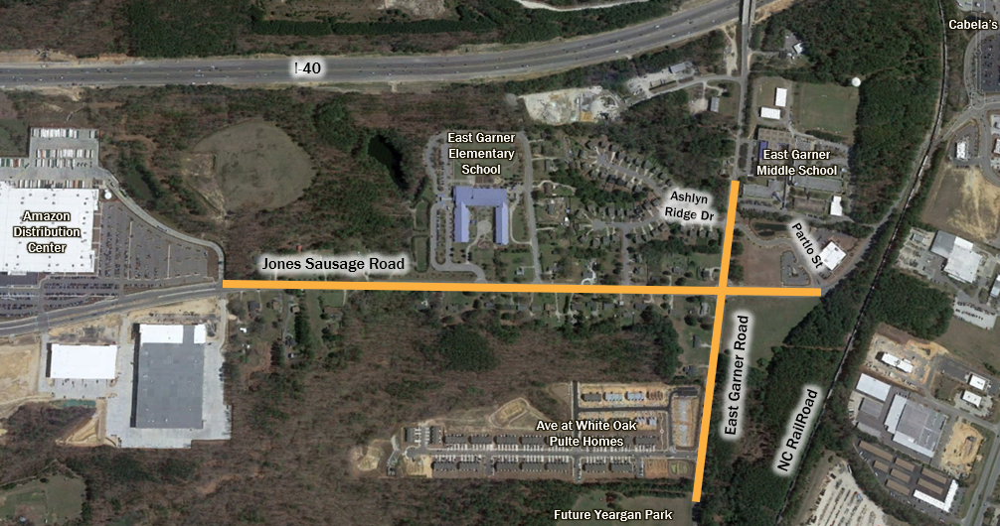 Cabela's
I-40
East Garner
Elementary
School
East Garner
Middle School
Ashlyn
Ridge Dr
Amazon
Distribution
Center
Partlo St
Jones Sausage Road
East Garner Road
NC RailRoad
Ave at White Oak
Pulte Homes
Future Yeargan Park